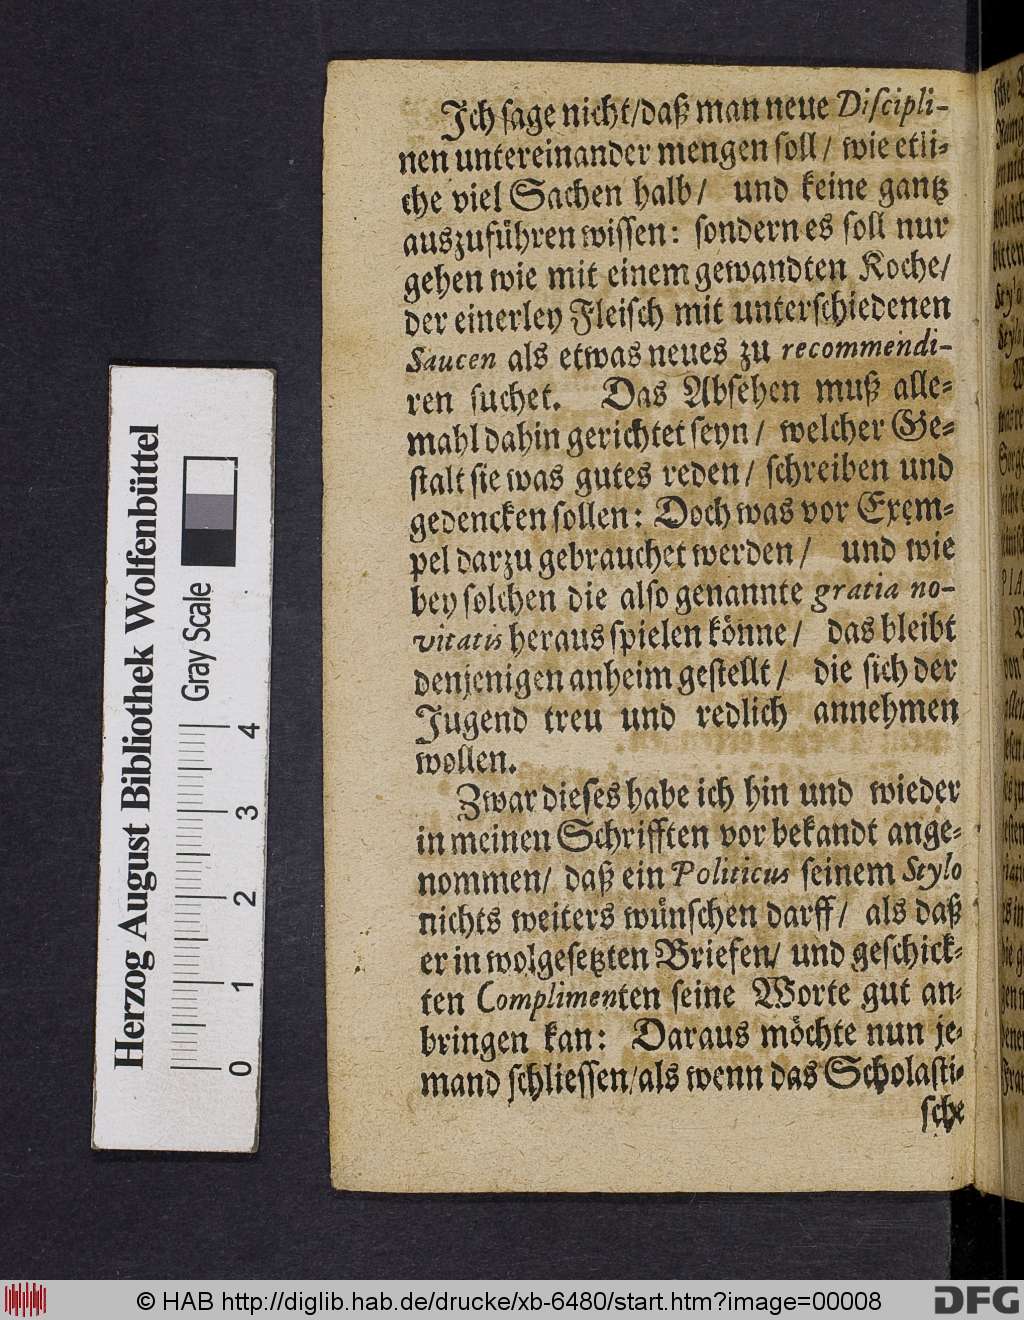 Ich sage nicht/daß man neue Discipli-
nen untereinander mengen soll/ wie etli-
che viel Sachen halb/ und keine gantz
auszuführen wissen: sondern es soll nur
gehen wie mit einem gewandten Koche/
der einerley Fleisch mit unterschiedenen
Saucen als etwas neues zu recommendi-
ren suchet. Das Absehen muß alle-
mahl dahin gerichtet seyn/ welcher Ge-
stalt sie was gutes reden/ schreiben und
gedencken sollen: Doch was vor Exem-
pel darzu gebrauchet werden/ und wie
bey solchen die also genannte gratia no-
vitatis heraus spielen könne/ das bleibt
denjenigen anheim gestellt/ die sich der
Jugend treu und redlich annehmen
wollen.
Zwar dieses habe ich hin und wieder
in meinen Schrifften vor bekandt ange-
nommen/ daß ein Politicus seinem Stylo
nichts weiters wünschen darff/ als daß
er in wolgesetzten Briefen/ und geschick-
ten Complimenten seine Worte gut an-
bringen kan: Daraus möchte nun je-
mand schliessen/als wenn das Scholasti-
sche
Herzog August Bibliothek Wolfenbüttel
Gray Scale
0 1 2 3 4
© HAB http://diglib.hab.de/drucke/xb-6480/start.htm?image=00008
DFG